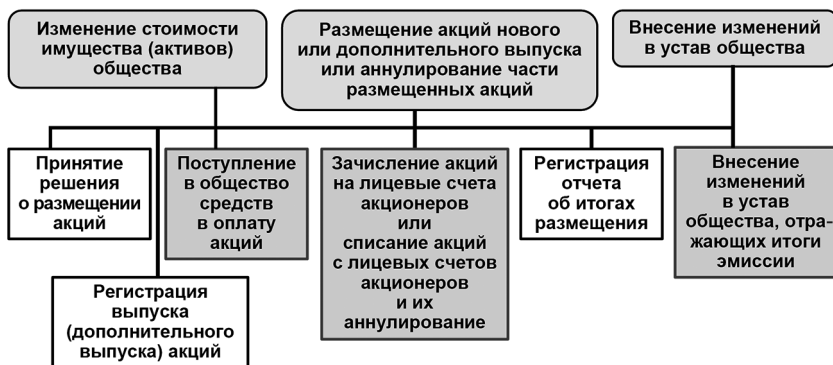 Изменение стоимости
имущества (активов)
общества
Размещение акций нового
или дополнительного выпуска
или аннулирование части
размещенных акций
Внесение изменений
в устав общества
Принятие
решения
о размещении
акций
Поступление
в общество
средств
в оплату
акций
Зачисление акций
на лицевые счета
акционеров
или
списание акций
с лицевых счетов
акционеров
и их
аннулирование
Регистрация
отчета
об итогах
размещения
Внесение
изменений
в устав
общества, отра-
жающих итоги
эмиссии
Регистрация
выпуска
(дополнительного
выпуска) акций